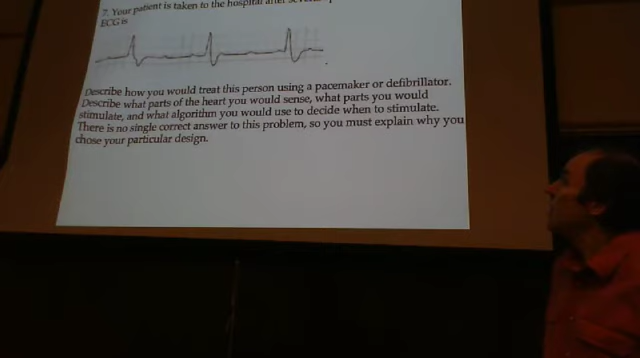 7. Your patient is taken to the hospital after
ECG is
Describe how you would treat this person using a pacemaker or defibrillator.
Describe what parts of the heart you would sense, what parts you would
stimulate, and what algorithm you would use to decide when to stimulate.
There is no single correct answer to this problem, so you must explain why you
chose your particular design.